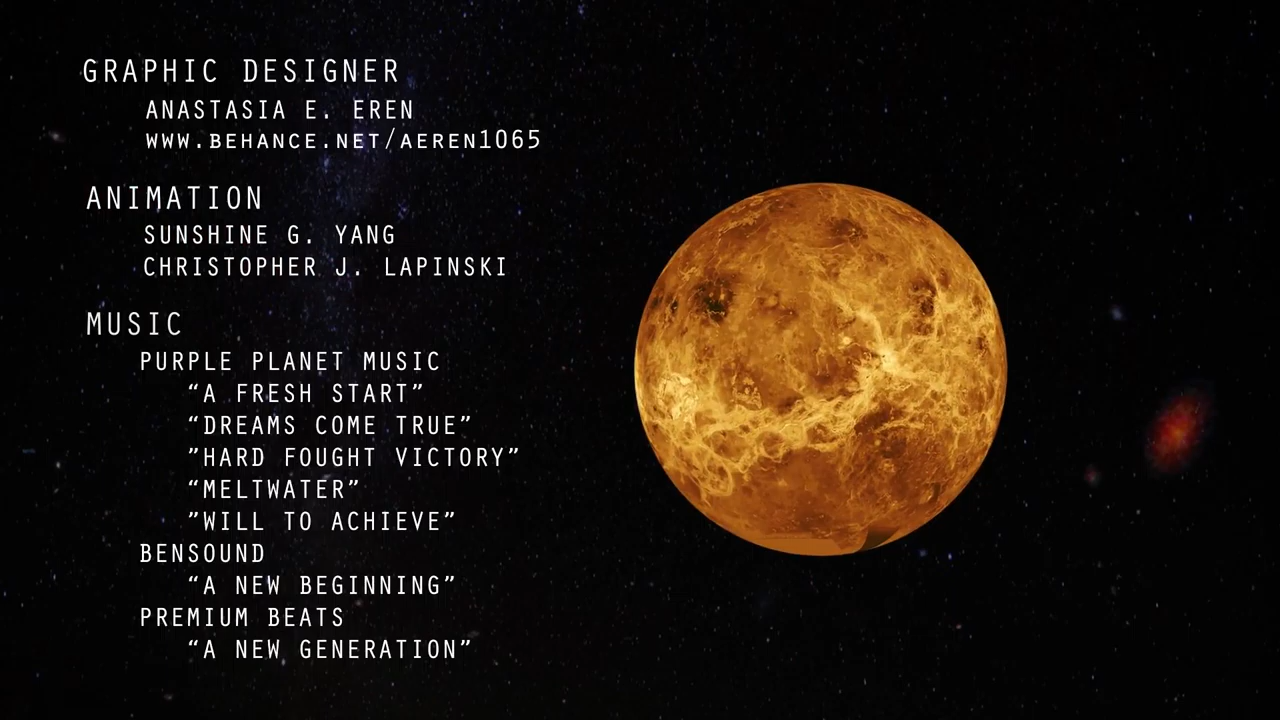 GRAPHIC DESIGNER
ANASTASIA E. EREN
WWW.BEHANCE.NET/AEREN1065
ANIMATION
SUNSHINE G. YANG
CHRISTOPHER J. LAPINSKI
MUSIC
PURPLE PLANET MUSIC
“A FRESH START”
“DREAMS COME TRUE”
”HARD FOUGHT VICTORY”
“MELTWATER”
”WILL TO ACHIEVE”
BENSOUND
“A NEW BEGINNING”
PREMIUM BEATS
“A NEW GENERATION”